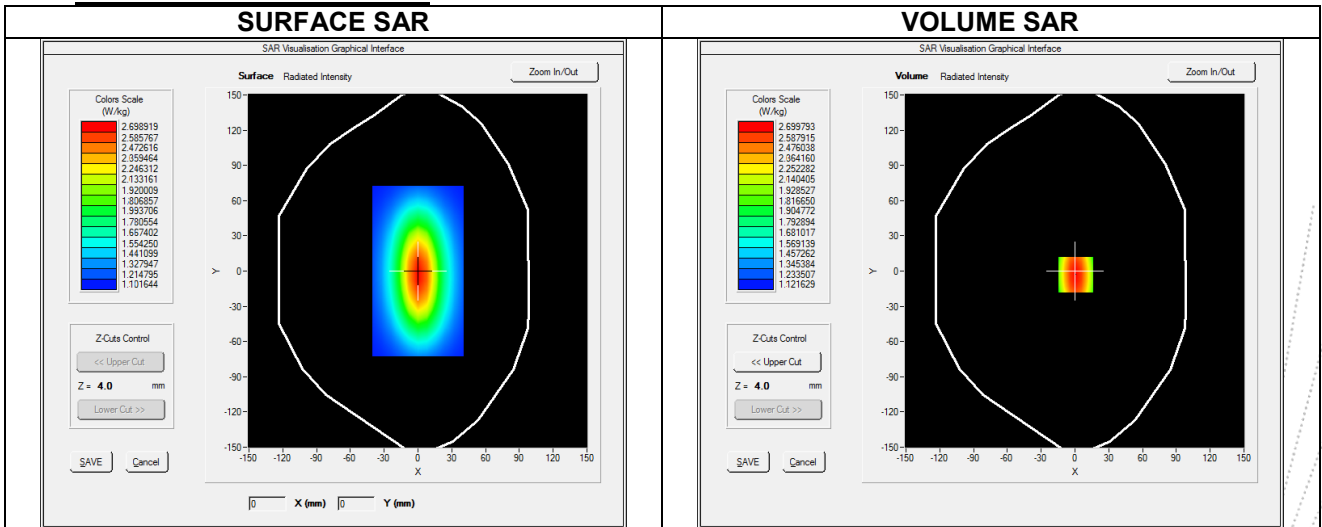 SURFACE SAR
SAR Visualisation Graphical Interface
Surface Radiated Intensity
Zoom In/Out
Colors Scale
(W/kg)
2.698919
2.585767
2.472616
2.359464
2.246312
2.133161
1.920009
1.806857
1.993706
1.780554
1.667402
1.554250
1.441099
1.327947
1.214795
1.101644
Z-Cuts Control
<< Upper Cut
Z = 4.0 mm
Lower Cut >>
SAVE Cancel
150
120
90
60
30
0
-30
-60
-90
-120
-150
Y
-150 -120 -90 -60 -30 0 30 60 90 120 150
X
0 X (mm) 0 Y (mm)
VOLUME SAR
SAR Visualisation Graphical Interface
Volume Radiated Intensity
Zoom In/Out
Colors Scale
(W/kg)
2.699793
2.587915
2.476038
2.364160
2.252282
2.140405
1.928527
1.816650
1.904772
1.792894
1.681017
1.569139
1.457262
1.345384
1.233507
1.121629
Z-Cuts Control
<< Upper Cut
Z = 4.0 mm
Lower Cut >>
SAVE Cancel
150
120
90
60
30
0
-30
-60
-90
-120
-150
Y
-150 -120 -90 -60 -30 0 30 60 90 120 150
X